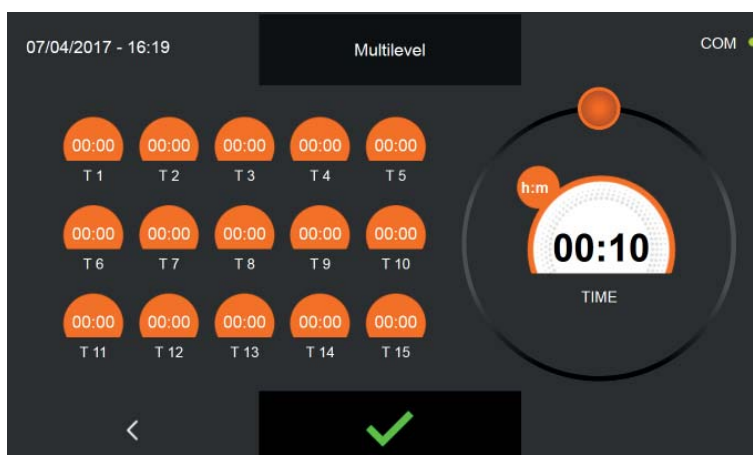 07/04/2017 - 16:19
Multilevel
COM
00:00 00:00 00:00 00:00 00:00
T 1 T 2 T 3 T 4 T 5
h:m
00:00 00:00 00:00 00:00 00:00
00:10
T 6 T 7 T 8 T 9 T 10
TIME
00:00 00:00 00:00 00:00 00:00
T 11 T 12 T 13 T 14 T 15